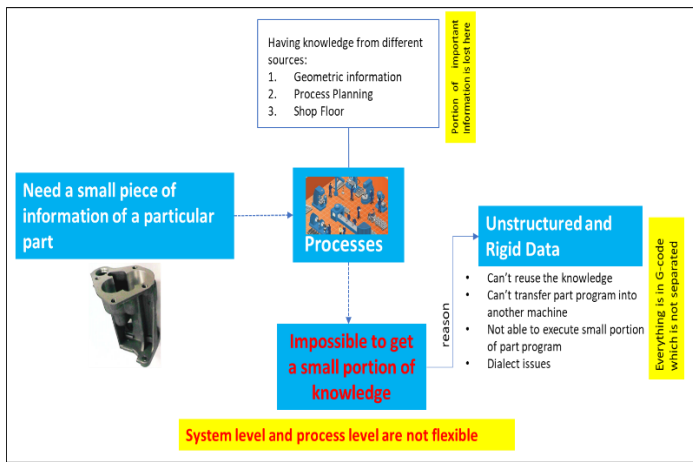 Having knowledge from different
sources:
1. Geometric information
2. Process Planning
3. Shop Floor
Portion of important
Information is lost here
Need a small piece of
information of a particular
part
Processes
Unstructured and
Rigid Data
• Can't reuse the knowledge
• Can't transfer part program into
another machine
• Not able to execute small portion
of part program
• Dialect issues
Everything is in G-code
which is not separated
reason
Impossible to get
a small portion of
knowledge
System level and process level are not flexible